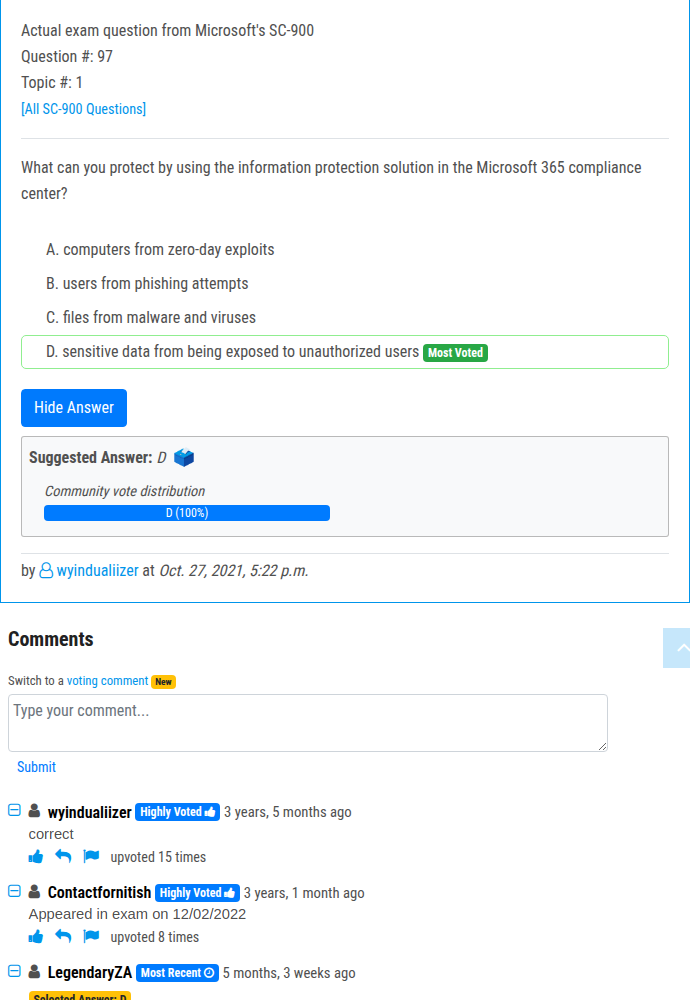 Actual exam question from Microsoft's SC-900
Question #: 97
Topic #: 1
[All SC-900 Questions]
What can you protect by using the information protection solution in the Microsoft 365 compliance
center?
A. computers from zero-day exploits
B. users from phishing attempts
C. files from malware and viruses
D. sensitive data from being exposed to unauthorized users Most Voted
Hide Answer
Suggested Answer: D
Community vote distribution
D (100%)
by wyindualiizer at Oct. 27, 2021, 5:22 p.m.
Comments
Switch to a voting comment New
Type your comment...
Submit
wyindualiizer Highly Voted 3 years, 5 months ago
correct
upvoted 15 times
Contactfornitish Highly Voted 3 years, 1 month ago
Appeared in exam on 12/02/2022
upvoted 8 times
LegendaryZA Most Recent 5 months, 3 weeks ago
Selected Answer: D